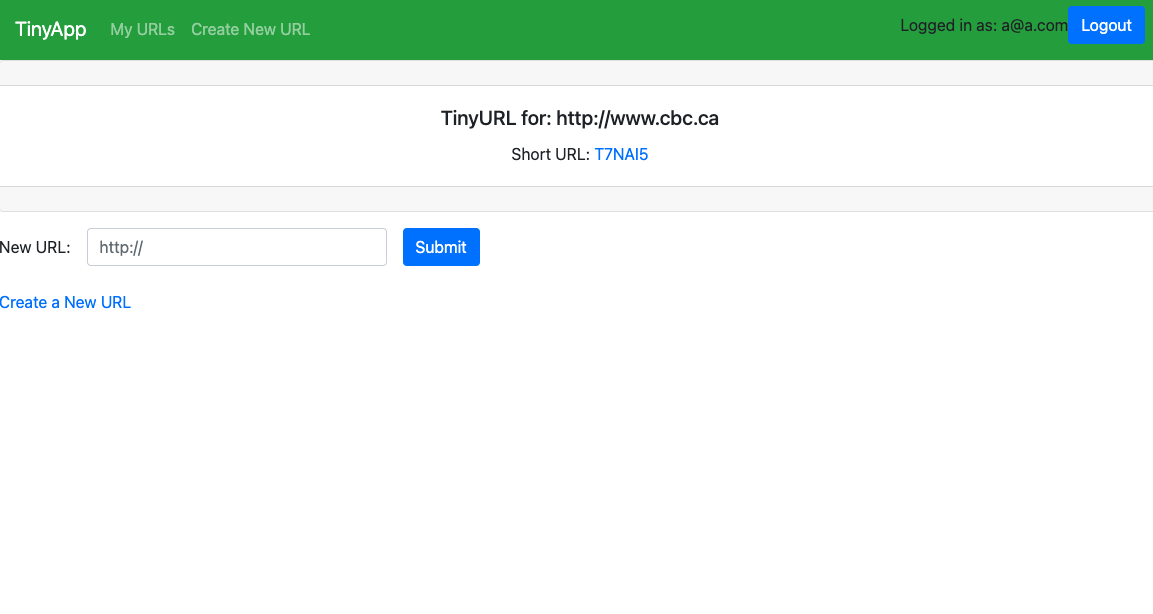 TinyApp My URLs Create New URL Logged in as: a@a.com Logout
TinyURL for: http://www.cbc.ca
Short URL: T7NAI5
New URL: http:// Submit
Create a New URL